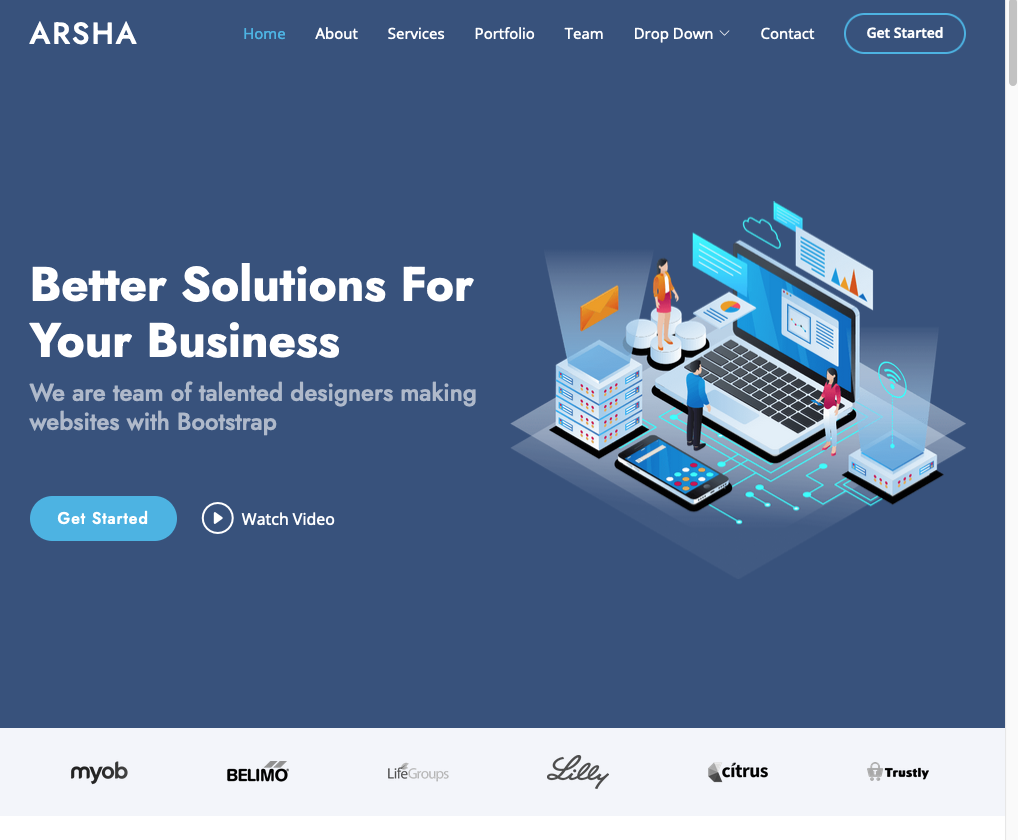 ARSHA
Home About Services Portfolio Team Drop Down Contact Get Started
Better Solutions For
Your Business
We are team of talented designers making
websites with Bootstrap
Get Started Watch Video
myob BELIMO LifeGroups Lilly cítrus Trustly